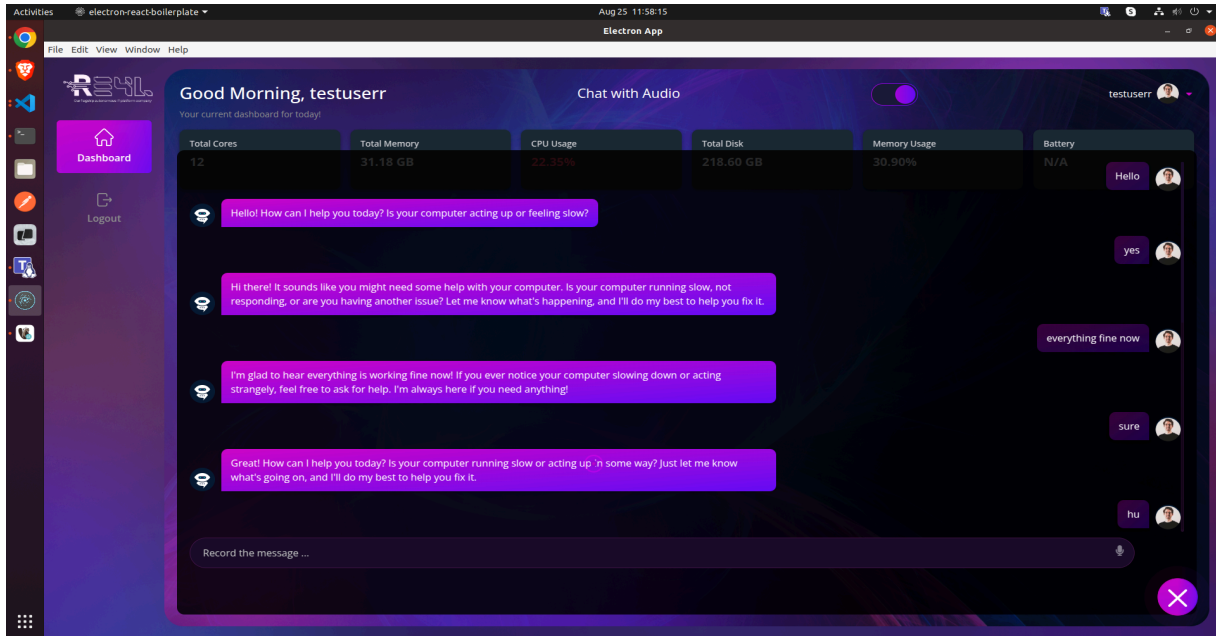 Activities
electron-react-boilerplate
Aug 25 11:58:15
Electron App
File Edit View Window Help
Good Morning, testuserr
Chat with Audio
testuserr
Your current dashboard for today!
Dashboard
Logout
Total Cores
Total Memory
CPU Usage
Total Disk
Memory Usage
Battery
12
31.18 GB
22.35%
218.60 GB
30.90%
N/A
Hello
Hello! How can I help you today? Is your computer acting up or feeling slow?
yes
Hi there! It sounds like you might need some help with your computer. Is your computer running slow, not
responding, or are you having another issue? Let me know what's happening, and I'll do my best to help you fix it.
everything fine now
I'm glad to hear everything is working fine now! If you ever notice your computer slowing down or acting
strangely, feel free to ask for help. I'm always here if you need anything!
sure
Great! How can I help you today? Is your computer running slow or acting up in some way? Just let me know
what's going on, and I'll do my best to help you fix it.
hu
Record the message ...